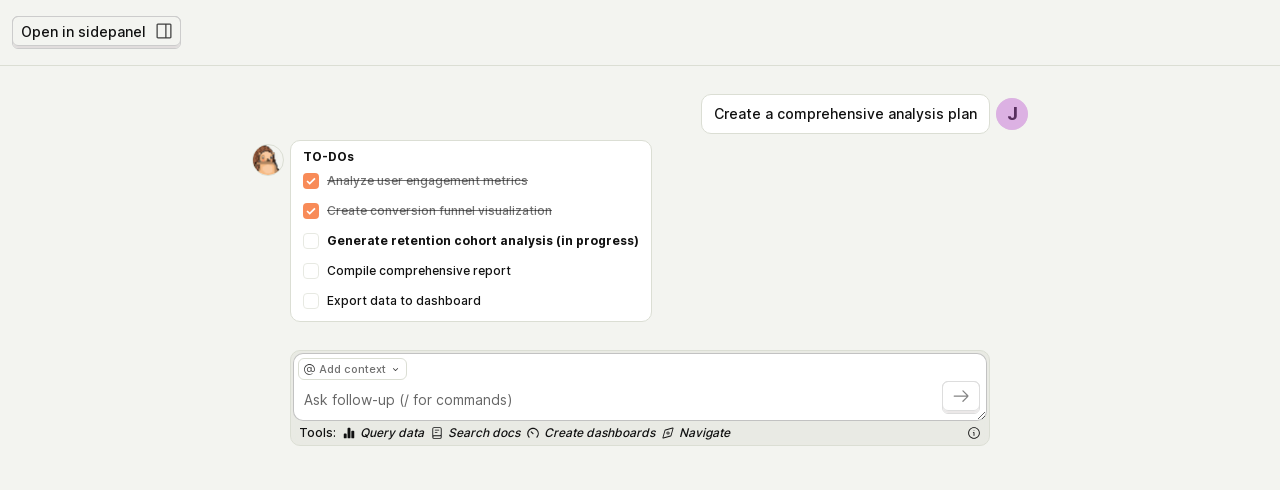 Open in sidepanel
Create a comprehensive analysis plan
J
TO-DOs
Analyze user engagement metrics
Create conversion funnel visualization
Generate retention cohort analysis (in progress)
Compile comprehensive report
Export data to dashboard
@ Add context
Ask follow-up (/ for commands)
Tools: Query data Search docs Create dashboards Navigate